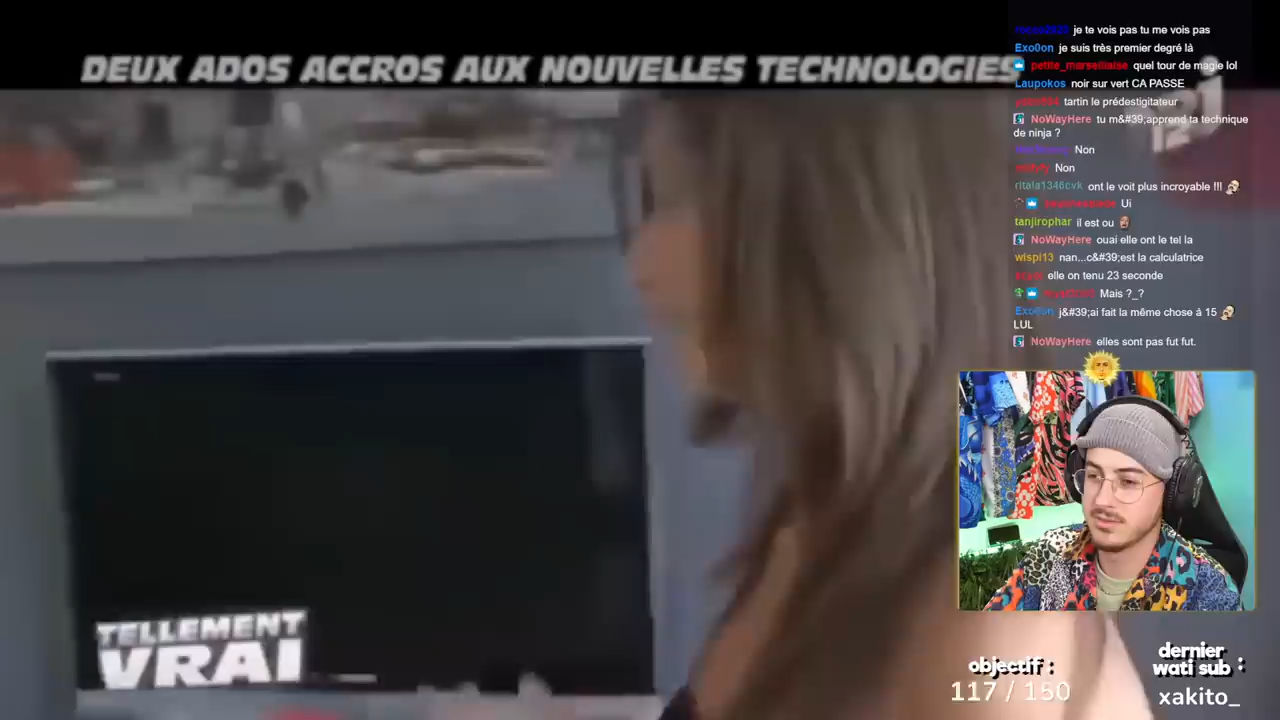 DEUX ADOS ACCROS AUX NOUVELLES TECHNOLOGIES
je te vois pas tu me vois pas
Exo0on je suis très premier degré là
petite_marseillaise quel tour de magie lol
Laupokos noir sur vert CA PASSE
tartin le prédestigitateur
NoWayHere tu m&#39;apprend ta technique
de ninja ?
Non
Non
ritala1346cvk ont le voit plus incroyable !!!
Ui
tanjirophar il est ou
NoWayHere ouai elle ont le tel la
wispi13 nan...c&#39;est la calculatrice
elle on tenu 23 seconde
Mais ?_?
Exo0on j&#39;ai fait la même chose à 15
LUL
NoWayHere elles sont pas fut fut.
TELLEMENT
VRAI
objectif :
117 / 150
dernier
wati sub :
xakito_